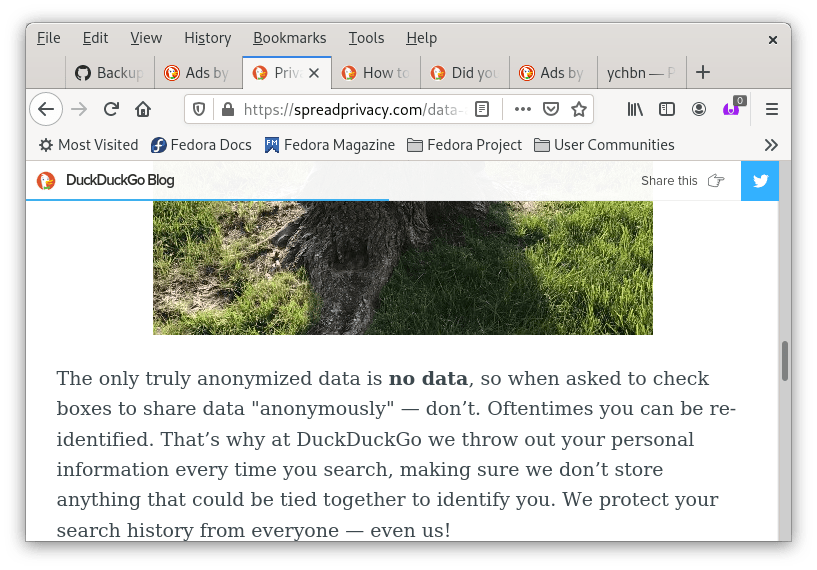 File Edit View History Bookmarks Tools Help
Backup Ads by Priv How to Did you Ads by ychbn — P
https://spreadprivacy.com/data- 0
Most Visited Fedora Docs FM Fedora Magazine Fedora Project User Communities
DuckDuckGo Blog Share this
The only truly anonymized data is no data, so when asked to check
boxes to share data "anonymously" — don’t. Oftentimes you can be re-
identified. That’s why at DuckDuckGo we throw out your personal
information every time you search, making sure we don’t store
anything that could be tied together to identify you. We protect your
search history from everyone — even us!